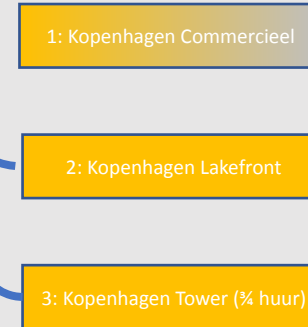 1: Kopenhagen Commercieel
2: Kopenhagen Lakefront
3: Kopenhagen Tower (¾ huur)